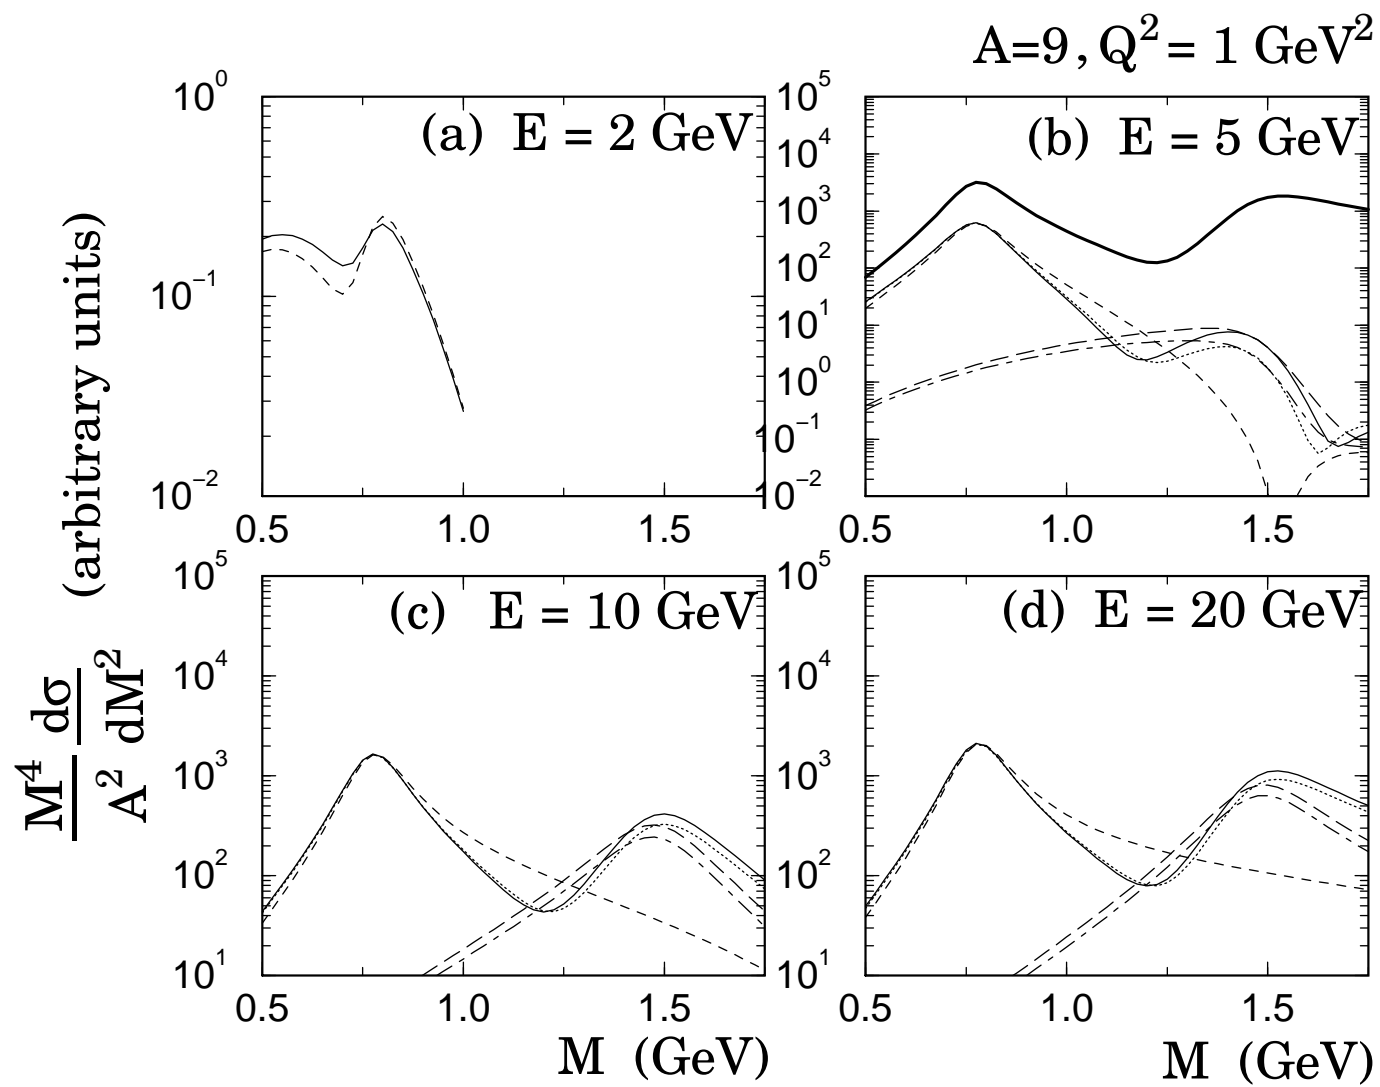 A=9, Q² = 1 GeV²
(a) E = 2 GeV
10⁰
10⁻¹
10⁻²
0.5 1.0 1.5
(b) E = 5 GeV
10⁵
10⁴
10³
10²
10¹
10⁰
10⁻¹
10⁻²
0.5 1.0 1.5
(c) E = 10 GeV
10⁵
10⁴
10³
10²
10¹
0.5 1.0 1.5
M (GeV)
(d) E = 20 GeV
10⁵
10⁴
10³
10²
10¹
0.5 1.0 1.5
M (GeV)
M⁴ dσ
A² dM²
(arbitrary units)